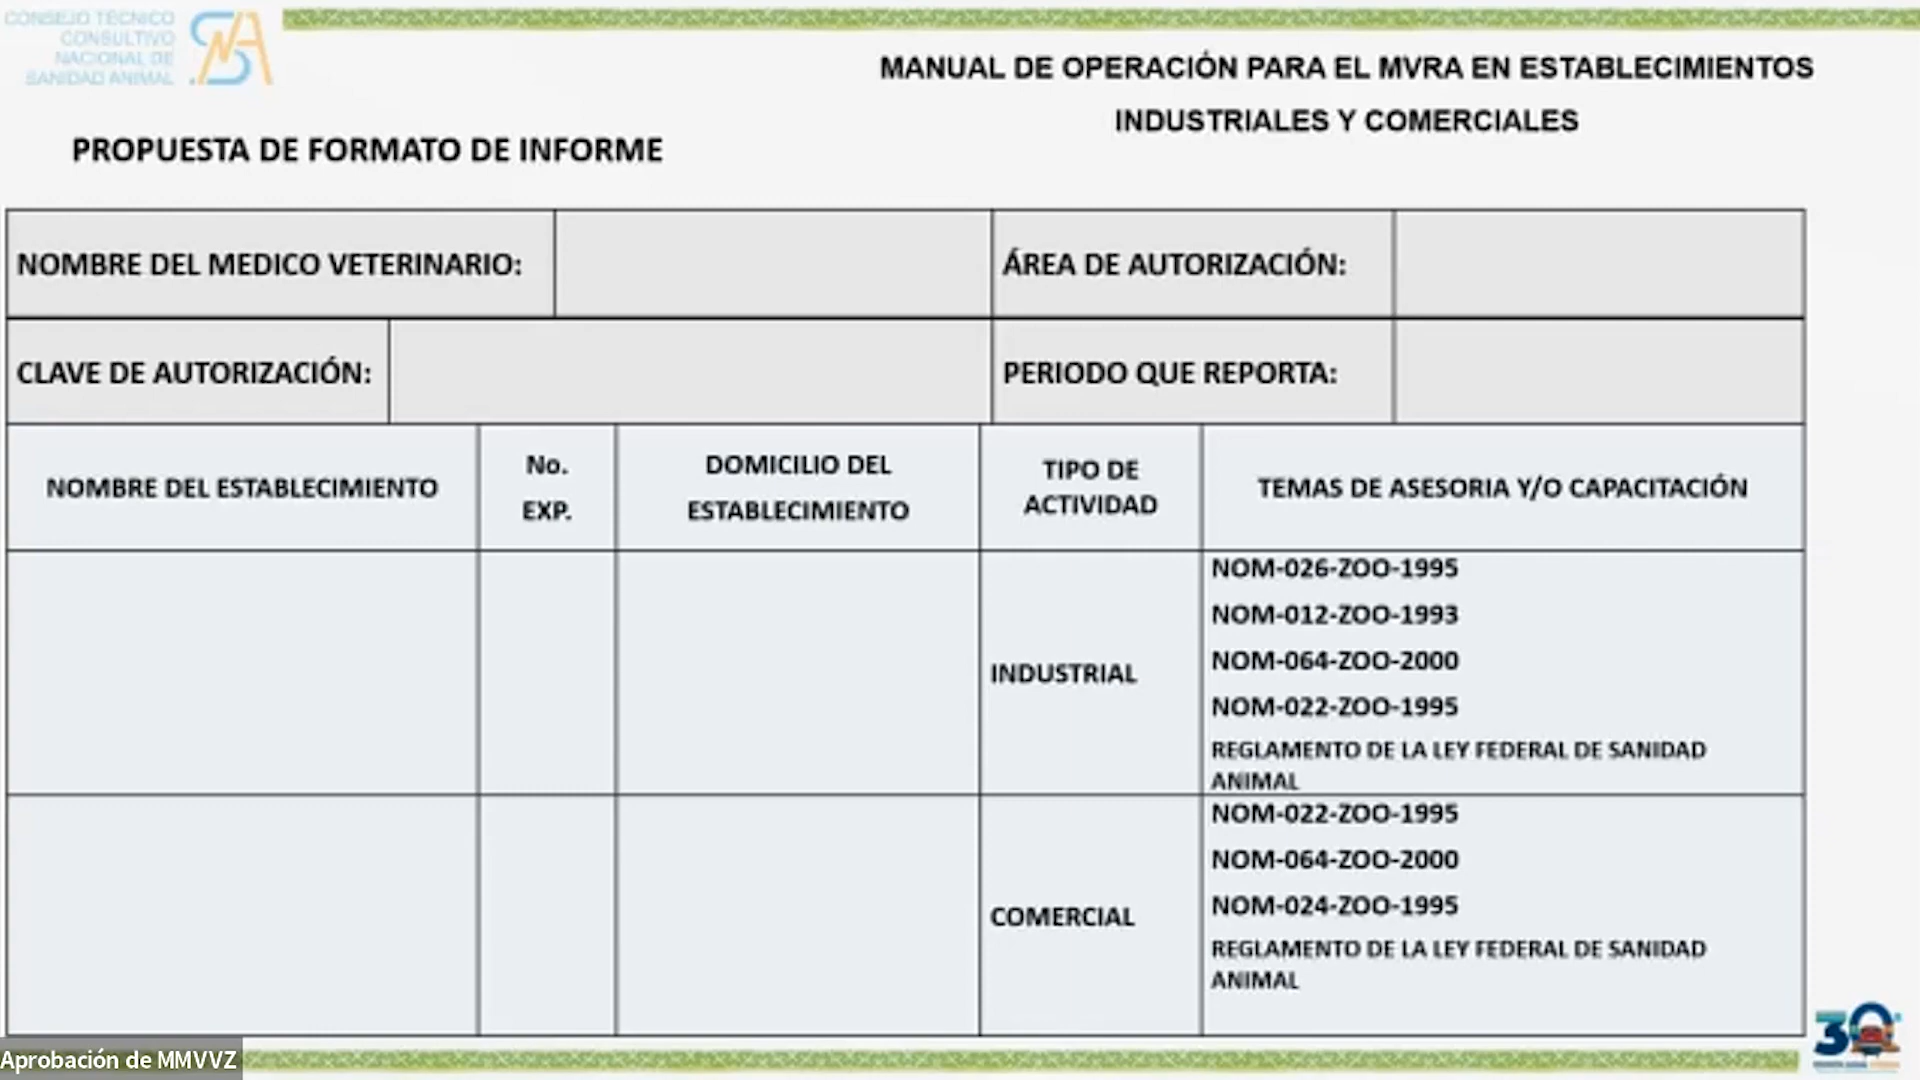 CONSEJO TÉCNICO
CONSULTIVO
NACIONAL DE
SANIDAD ANIMAL
MANUAL DE OPERACIÓN PARA EL MVRA EN ESTABLECIMIENTOS
INDUSTRIALES Y COMERCIALES
PROPUESTA DE FORMATO DE INFORME
NOMBRE DEL MEDICO VETERINARIO:
ÁREA DE AUTORIZACIÓN:
CLAVE DE AUTORIZACIÓN:
PERIODO QUE REPORTA:
NOMBRE DEL ESTABLECIMIENTO
No.
EXP.
DOMICILIO DEL
ESTABLECIMIENTO
TIPO DE
ACTIVIDAD
TEMAS DE ASESORIA Y/O CAPACITACIÓN
INDUSTRIAL
NOM-026-ZOO-1995
NOM-012-ZOO-1993
NOM-064-ZOO-2000
NOM-022-ZOO-1995
REGLAMENTO DE LA LEY FEDERAL DE SANIDAD
ANIMAL
COMERCIAL
NOM-022-ZOO-1995
NOM-064-ZOO-2000
NOM-024-ZOO-1995
REGLAMENTO DE LA LEY FEDERAL DE SANIDAD
ANIMAL
30
Aprobación de MMVVZ